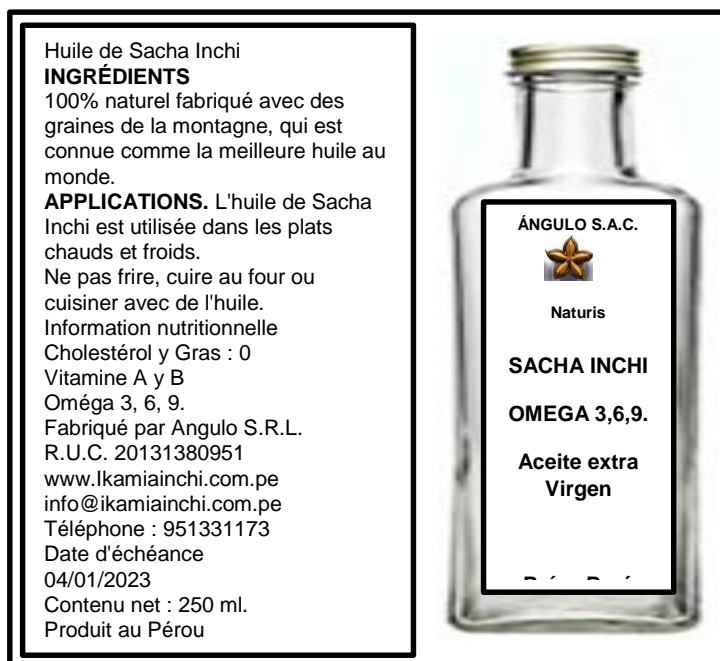 Huile de Sacha Inchi
INGRÉDIENTS
100% naturel fabriqué avec des
graines de la montagne, qui est
connue comme la meilleure huile au
monde.
APPLICATIONS. L'huile de Sacha
Inchi est utilisée dans les plats
chauds et froids.
Ne pas frire, cuire au four ou
cuisiner avec de l'huile.
Information nutritionnelle
Cholestérol y Gras : 0
Vitamine A y B
Oméga 3, 6, 9.
Fabriqué par Angulo S.R.L.
R.U.C. 20131380951
www.Ikamiainchi.com.pe
info@ikamiainchi.com.pe
Téléphone : 951331173
Date d'échéance
04/01/2023
Contenu net : 250 ml.
Produit au Pérou
ÁNGULO S.A.C.
Naturis
SACHA INCHI
OMEGA 3,6,9.
Aceite extra
Virgen